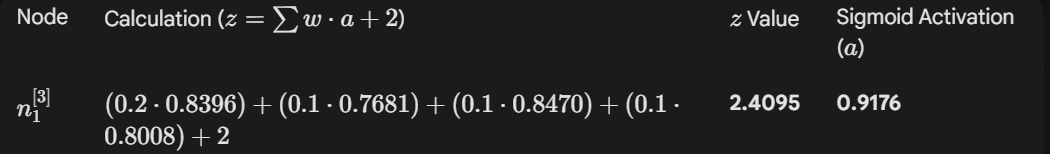 Node Calculation (z = ∑ w · a + 2) z Value Sigmoid Activation
(a)
n₁^[3] (0.2 · 0.8396) + (0.1 · 0.7681) + (0.1 · 0.8470) + (0.1 · 2.4095 0.9176
0.8008) + 2